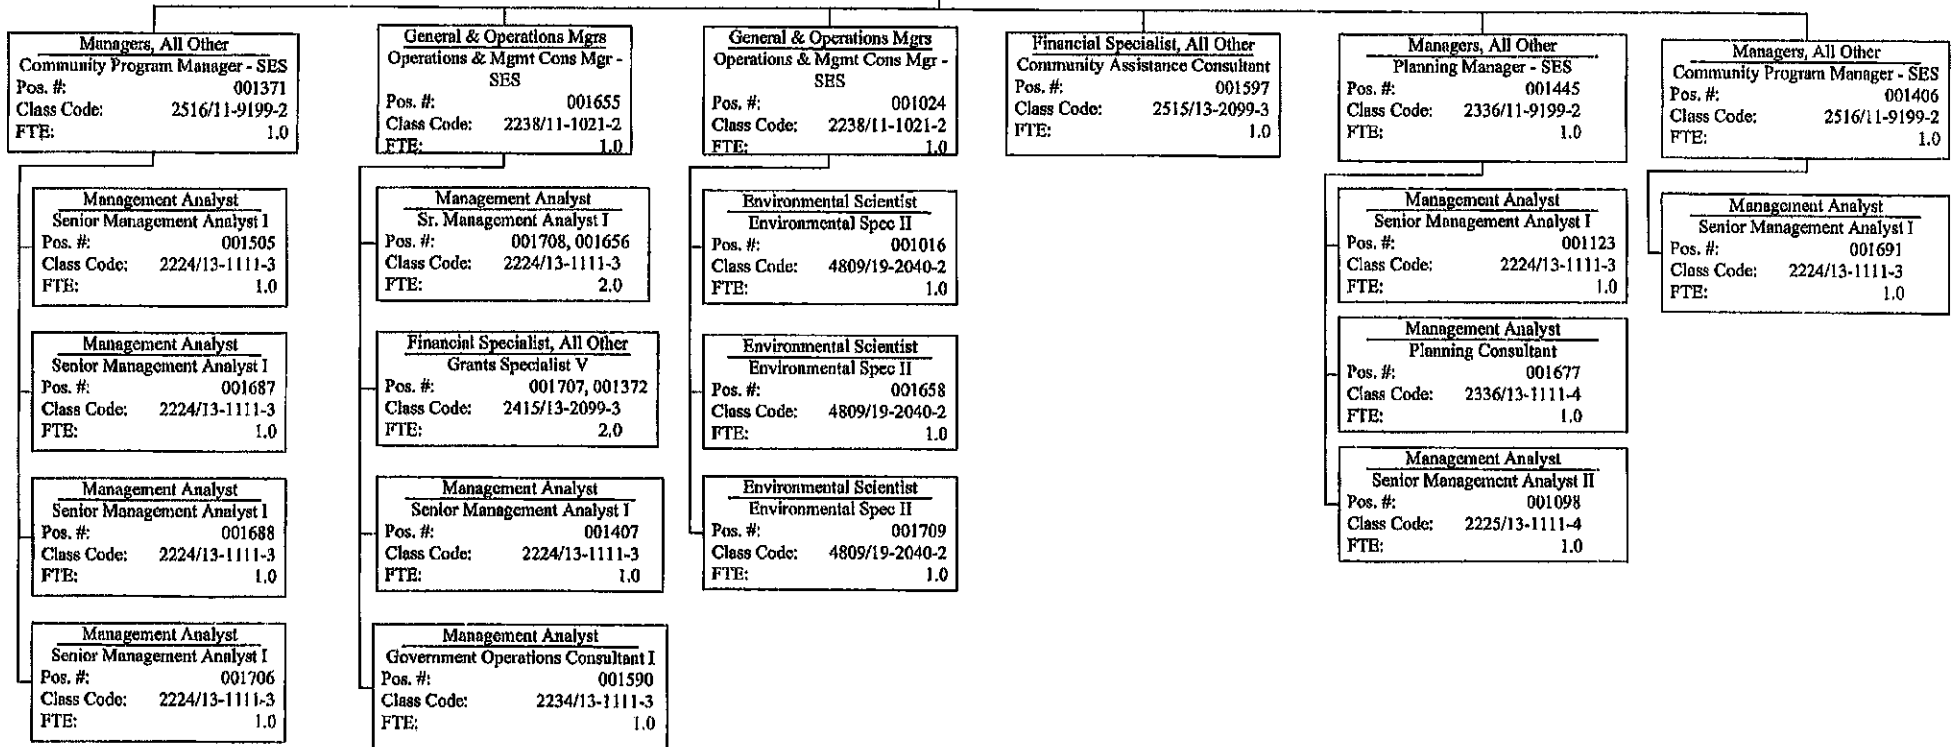 Managers, All Other
Community Program Manager - SES
Pos. #: 001371
Class Code: 2516/11-9199-2
FTE: 1.0
Management Analyst
Senior Management Analyst I
Pos. #: 001505
Class Code: 2224/13-1111-3
FTE: 1.0
Management Analyst
Senior Management Analyst I
Pos. #: 001687
Class Code: 2224/13-1111-3
FTE: 1.0
Management Analyst
Senior Management Analyst I
Pos. #: 001688
Class Code: 2224/13-1111-3
FTE: 1.0
Management Analyst
Senior Management Analyst I
Pos. #: 001706
Class Code: 2224/13-1111-3
FTE: 1.0
General & Operations Mgrs
Operations & Mgmt Cons Mgr -
SES
Pos. #: 001655
Class Code: 2238/11-1021-2
FTE: 1.0
Management Analyst
Sr. Management Analyst I
Pos. #: 001708, 001656
Class Code: 2224/13-1111-3
FTE: 2.0
Financial Specialist, All Other
Grants Specialist V
Pos. #: 001707, 001372
Class Code: 2415/13-2099-3
FTE: 2.0
Management Analyst
Senior Management Analyst I
Pos. #: 001407
Class Code: 2224/13-1111-3
FTE: 1.0
Management Analyst
Government Operations Consultant I
Pos. #: 001590
Class Code: 2234/13-1111-3
FTE: 1.0
General & Operations Mgrs
Operations & Mgmt Cons Mgr -
SES
Pos. #: 001024
Class Code: 2238/11-1021-2
FTE: 1.0
Environmental Scientist
Environmental Spec II
Pos. #: 001016
Class Code: 4809/19-2040-2
FTE: 1.0
Environmental Scientist
Environmental Spec II
Pos. #: 001658
Class Code: 4809/19-2040-2
FTE: 1.0
Environmental Scientist
Environmental Spec II
Pos. #: 001709
Class Code: 4809/19-2040-2
FTE: 1.0
Financial Specialist, All Other
Community Assistance Consultant
Pos. #: 001597
Class Code: 2515/13-2099-3
FTE: 1.0
Managers, All Other
Planning Manager - SES
Pos. #: 001445
Class Code: 2336/11-9199-2
FTE: 1.0
Management Analyst
Senior Management Analyst I
Pos. #: 001123
Class Code: 2224/13-1111-3
FTE: 1.0
Management Analyst
Planning Consultant
Pos. #: 001677
Class Code: 2336/13-1111-4
FTE: 1.0
Management Analyst
Senior Management Analyst II
Pos. #: 001098
Class Code: 2225/13-1111-4
FTE: 1.0
Managers, All Other
Community Program Manager - SES
Pos. #: 001406
Class Code: 2516/11-9199-2
FTE: 1.0
Management Analyst
Senior Management Analyst I
Pos. #: 001691
Class Code: 2224/13-1111-3
FTE: 1.0